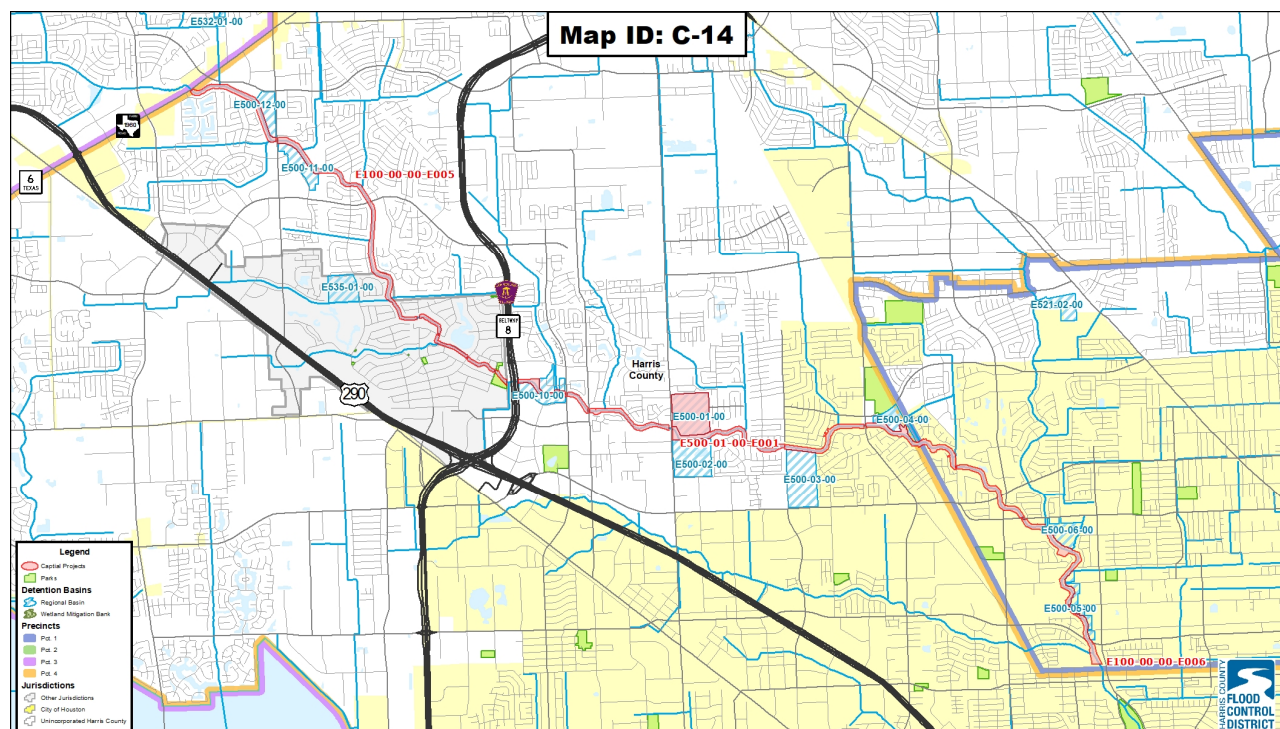 E532-01-00
Map ID: C-14
E500-12-00
1960
6
TEXAS
E500-11-00
E100-00-00-E005
E535-01-00
BELTWAY
8
E521-02-00
Harris
County
290
E500-10-00
E500-01-00
E500-04-00
E500-01-00-E001
E500-02-00
E500-03-00
E500-06-00
E500-05-00
E100-00-00-E006
Legend
Captial Projects
Parks
Detention Basins
Regional Basin
Wetland Mitigation Bank
Precincts
Pct. 1
Pct. 2
Pct. 3
Pct. 4
Jurisdictions
Other Jurisdictions
City of Houston
Unincorporated Harris County
HARRIS COUNTY
FLOOD
CONTROL
DISTRICT